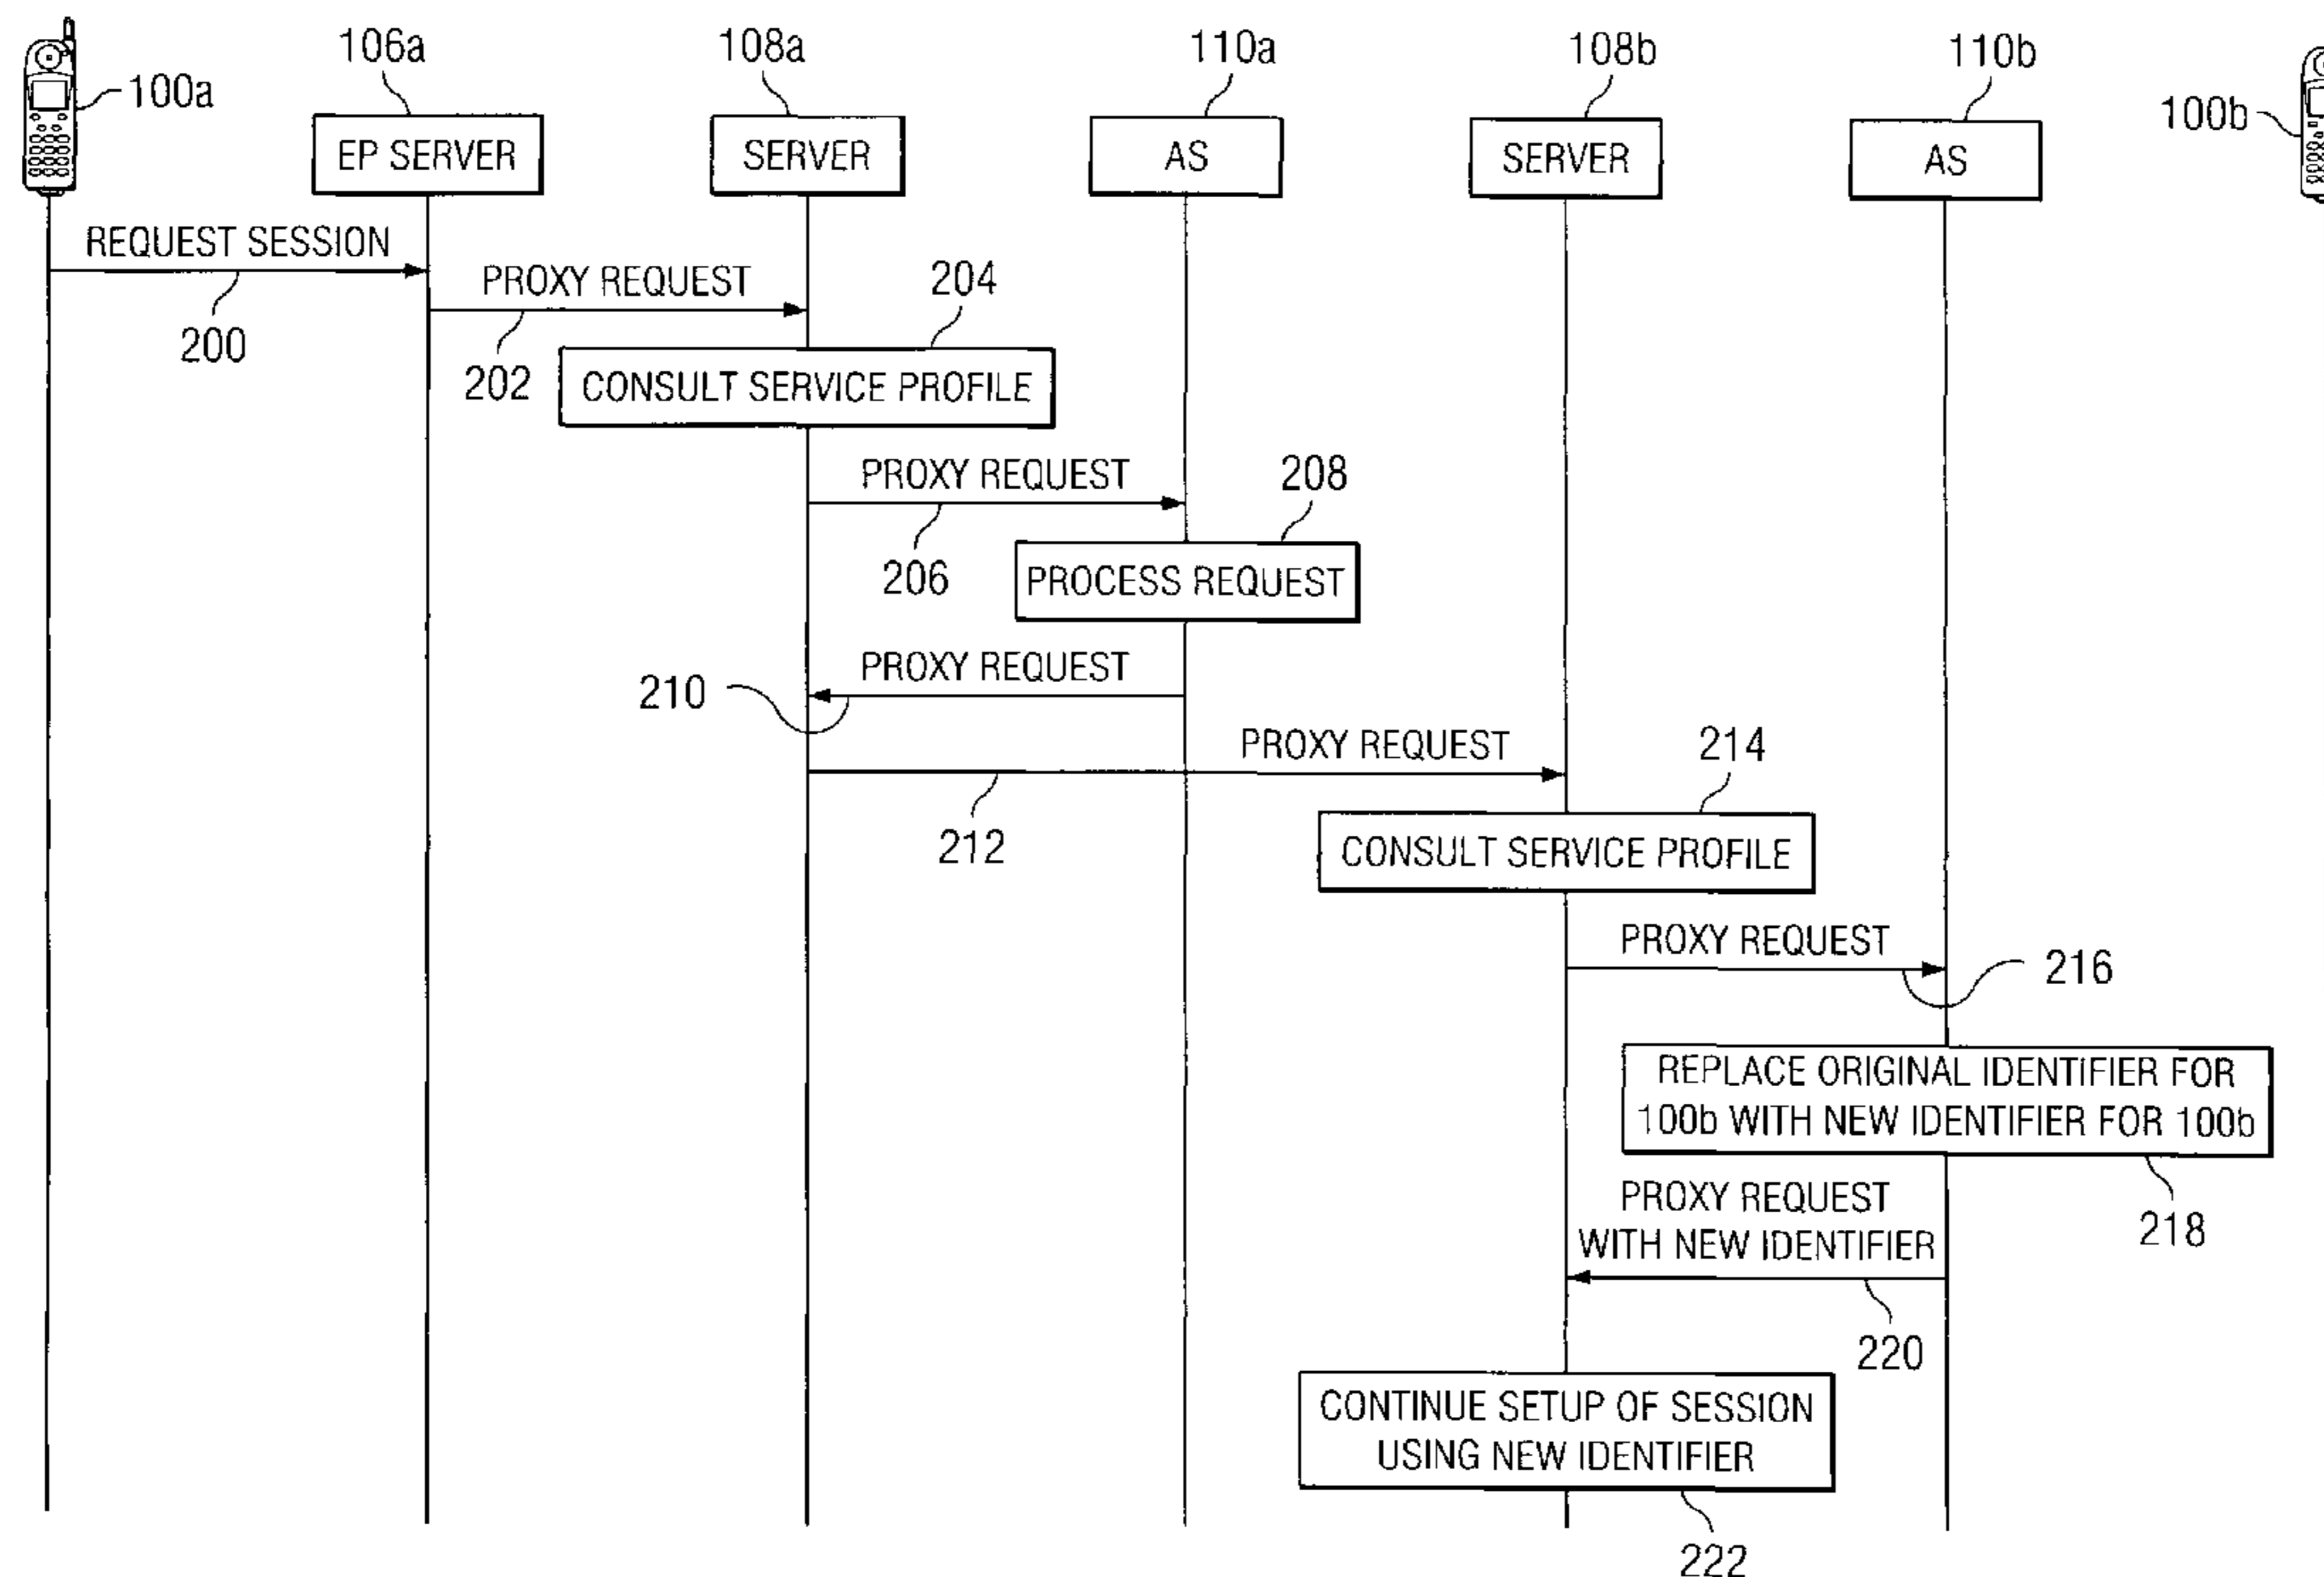 100a
106a
108a
110a
108b
110b
100b
EP SERVER
SERVER
AS
SERVER
AS
REQUEST SESSION
200
PROXY REQUEST
202
204
CONSULT SERVICE PROFILE
PROXY REQUEST
206
208
PROCESS REQUEST
PROXY REQUEST
210
PROXY REQUEST
212
214
CONSULT SERVICE PROFILE
PROXY REQUEST
216
REPLACE ORIGINAL IDENTIFIER FOR
100b WITH NEW IDENTIFIER FOR 100b
218
PROXY REQUEST
WITH NEW IDENTIFIER
220
CONTINUE SETUP OF SESSION
USING NEW IDENTIFIER
222